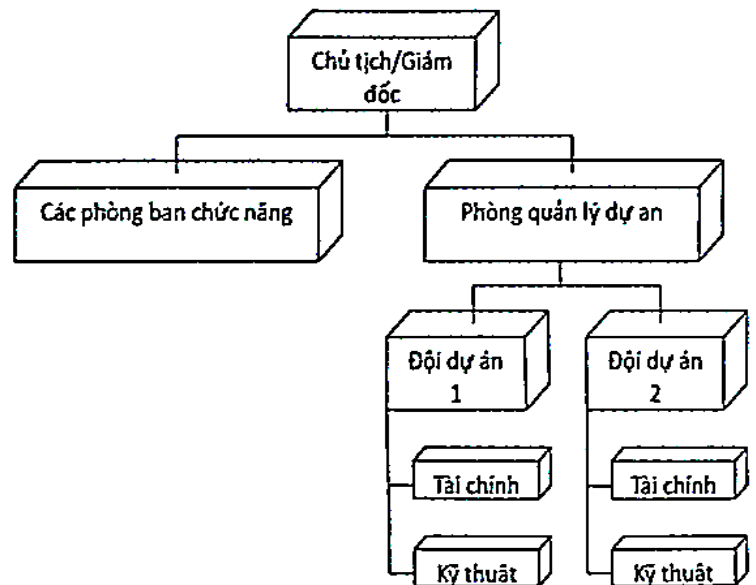 Chủ tịch/Giám
đốc
Các phòng ban chức năng
Phòng quản lý dự an
Đội dự án
1
Đội dự án
2
Tài chính
Tài chính
Kỹ thuật
Kỹ thuật